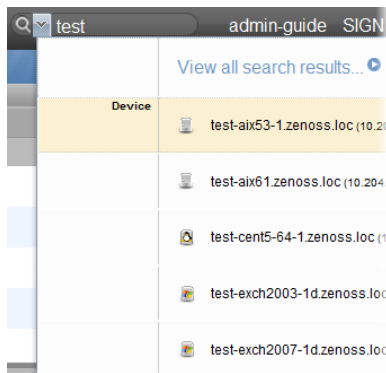 test admin-guide SIGN
View all search results...
Device
test-aix53-1.zenoss.loc (10.20
test-aix61.zenoss.loc (10.204
test-cent5-64-1.zenoss.loc (1
test-exch2003-1d.zenoss.loc
test-exch2007-1d.zenoss.loc